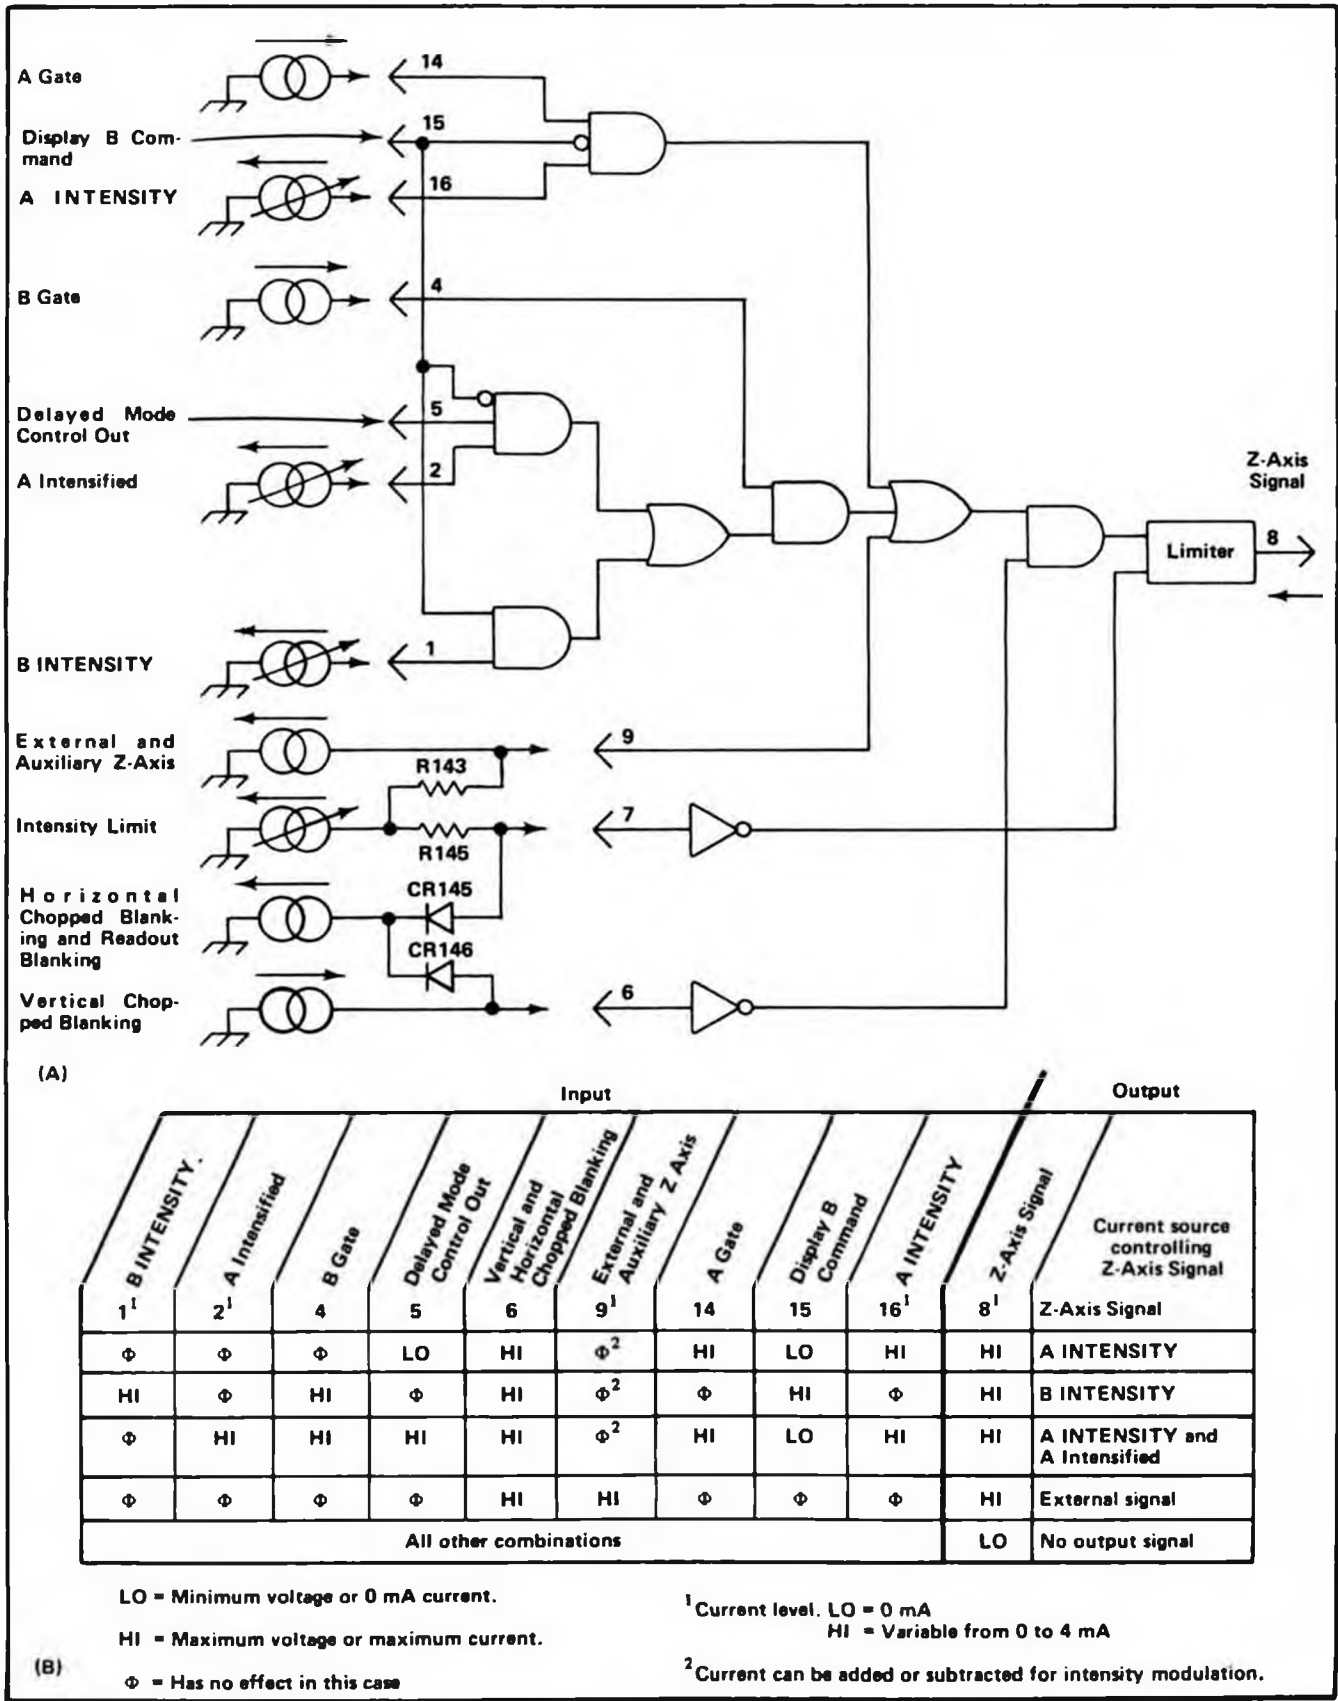 A Gate
14
Display B Com-
mand
15
A INTENSITY
16
B Gate
4
Delayed Mode
Control Out
5
A Intensified
2
Z-Axis
Signal
Limiter
8
B INTENSITY
1
External and
Auxiliary Z-Axis
9
R143
Intensity Limit
7
R145
Horizontal
Chopped Blank-
ing and Readout
Blanking
CR145
CR146
Vertical Chop-
ped Blanking
6
(A)
Input
Output
B INTENSITY.
A Intensified
B Gate
Delayed Mode
Control Out
Vertical and
Horizontal
Chopped Blanking
External and
Auxiliary Z Axis
A Gate
Display B
Command
A INTENSITY
Z-Axis Signal
Current source
controlling
Z-Axis Signal
1¹ 2¹ 4 5 6 9¹ 14 15 16¹ 8¹ Z-Axis Signal
Φ Φ Φ LO HI Φ² HI LO HI HI A INTENSITY
HI Φ HI Φ HI Φ² Φ HI Φ HI B INTENSITY
Φ HI HI HI HI Φ² HI LO HI HI A INTENSITY and
A Intensified
Φ Φ Φ Φ HI HI Φ Φ Φ HI External signal
All other combinations LO No output signal
LO = Minimum voltage or 0 mA current.
HI = Maximum voltage or maximum current.
Φ = Has no effect in this case
¹Current level. LO = 0 mA
HI = Variable from 0 to 4 mA
²Current can be added or subtracted for intensity modulation.
(B)